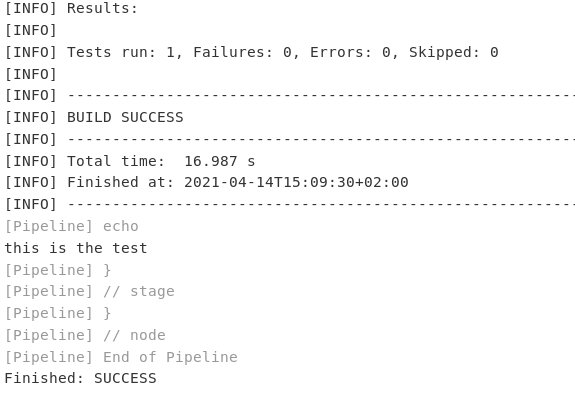 [INFO] Results:
[INFO]
[INFO] Tests run: 1, Failures: 0, Errors: 0, Skipped: 0
[INFO]
[INFO] ---------------------------------------------------------
[INFO] BUILD SUCCESS
[INFO] ---------------------------------------------------------
[INFO] Total time:  16.987 s
[INFO] Finished at: 2021-04-14T15:09:30+02:00
[INFO] ---------------------------------------------------------
[Pipeline] echo
this is the test
[Pipeline] }
[Pipeline] // stage
[Pipeline] }
[Pipeline] // node
[Pipeline] End of Pipeline
Finished: SUCCESS